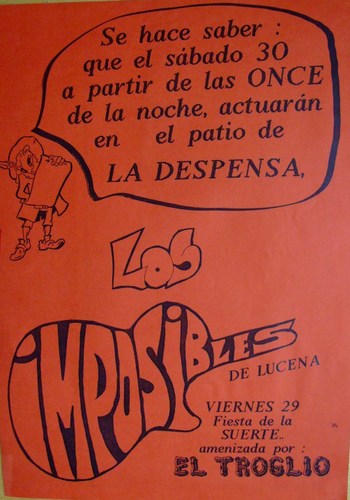 Se hace saber :
que el sábado 30
a partir de las ONCE
de la noche, actuarán
en el patio de
LA DESPENSA,
LOS
IMPOSIBLES
DE LUCENA
VIERNES 29
Fiesta de la
SUERTE..
amenizada por :
EL TROGLIO